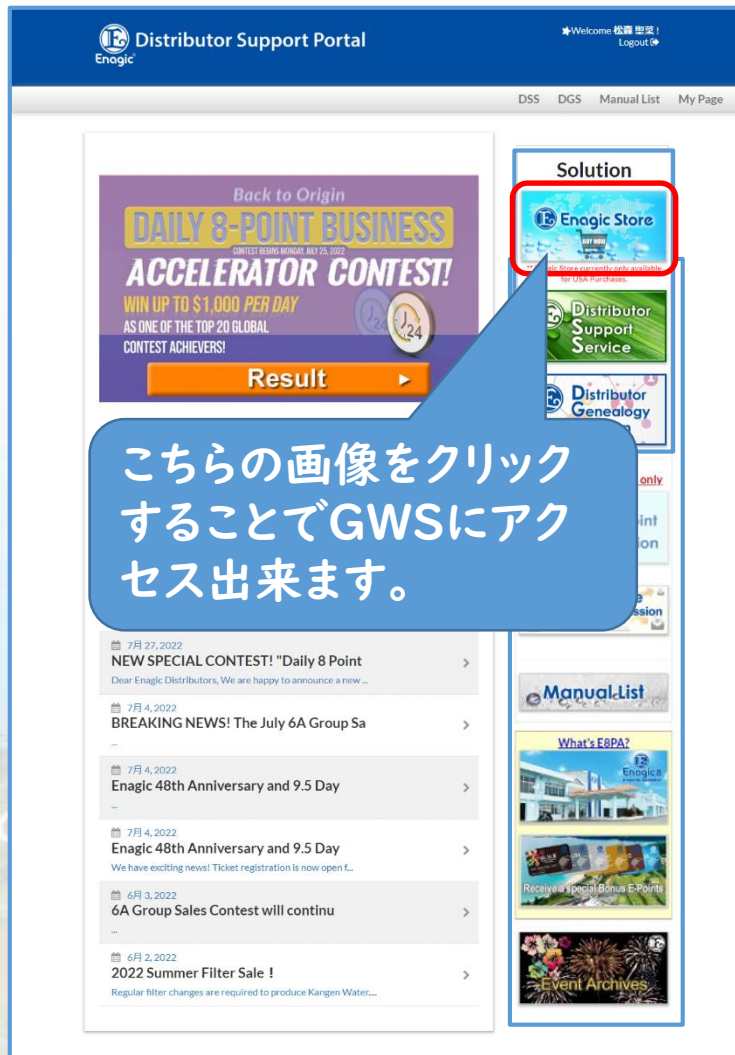 Enagic
Distributor Support Portal
★Welcome 松森 聖菜 !
Logout
DSS DGS Manual List My Page
Back to Origin
DAILY 8-POINT BUSINESS
CONTEST BEGINS MONDAY, JULY 25, 2022
ACCELERATOR CONTEST!
WIN UP TO $1,000 PER DAY
AS ONE OF THE TOP 20 GLOBAL
CONTEST ACHIEVERS!
24
24
Result
Solution
Enagic Store
BUY NOW
Store currently only available
for USA Purchases.
Distributor
Support
Service
Distributor
Genealogy
こちらの画像をクリック
することでGWSにアク
セス出来ます。
only
7月 27, 2022
NEW SPECIAL CONTEST! "Daily 8 Point
Dear Enagic Distributors, We are happy to announce a new ...
7月 4, 2022
BREAKING NEWS! The July 6A Group Sa
...
7月 4, 2022
Enagic 48th Anniversary and 9.5 Day
...
7月 4, 2022
Enagic 48th Anniversary and 9.5 Day
We have exciting news! Ticket registration is now open f...
6月 3, 2022
6A Group Sales Contest will continu
...
6月 2, 2022
2022 Summer Filter Sale !
Regular filter changes are required to produce Kangen Water....
Manual List
What's E8PA?
Enagic
Receive a special Bonus E-Points
Event Archives